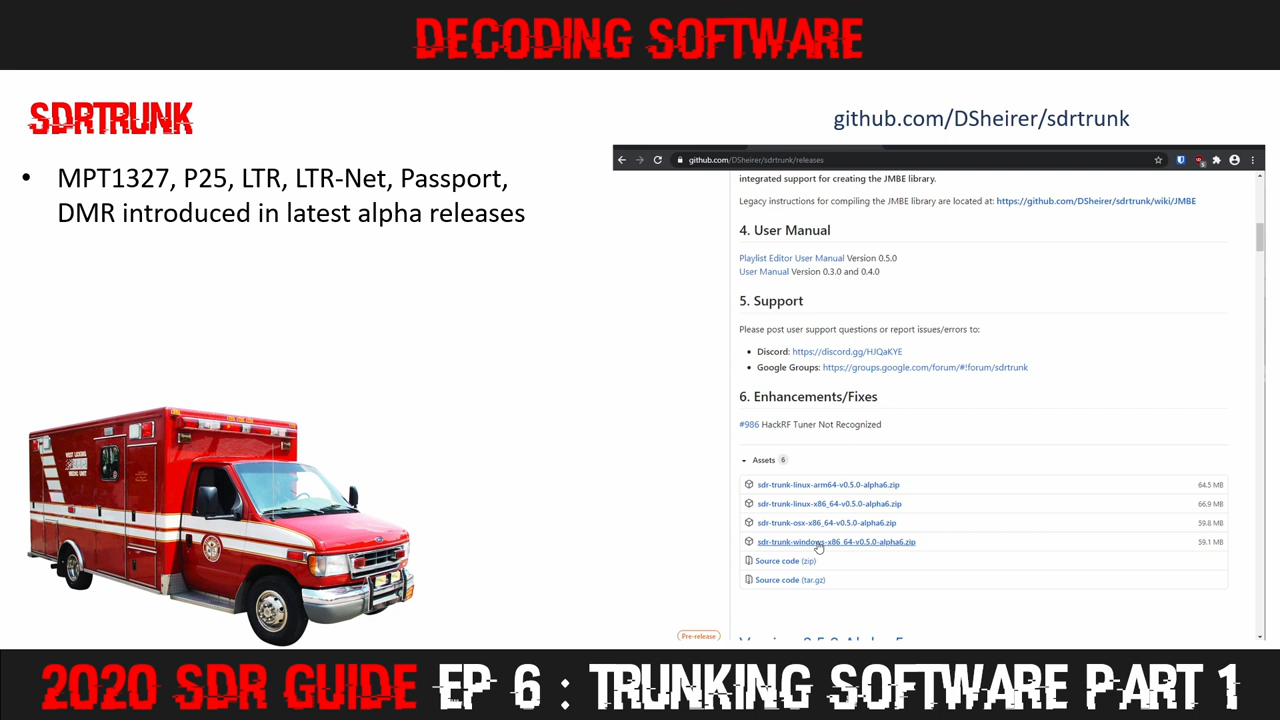 DECODING SOFTWARE
SDRTRUNK
github.com/DSheirer/sdrtrunk
• MPT1327, P25, LTR, LTR-Net, Passport,
DMR introduced in latest alpha releases
github.com/DSheirer/sdrtrunk/releases
integrated support for creating the JMBE library.
Legacy instructions for compiling the JMBE library are located at: https://github.com/DSheirer/sdrtrunk/wiki/JMBE
4. User Manual
Playlist Editor User Manual Version 0.5.0
User Manual Version 0.3.0 and 0.4.0
5. Support
Please post user support questions or report issues/errors to:
• Discord: https://discord.gg/HJQaKYE
• Google Groups: https://groups.google.com/forum/#!forum/sdrtrunk
6. Enhancements/Fixes
#986 HackRF Tuner Not Recognized
Assets 6
sdr-trunk-linux-arm64-v0.5.0-alpha6.zip 64.5 MB
sdr-trunk-linux-x86_64-v0.5.0-alpha6.zip 66.9 MB
sdr-trunk-osx-x86_64-v0.5.0-alpha6.zip 59.8 MB
sdr-trunk-windows-x86_64-v0.5.0-alpha6.zip 59.1 MB
Source code (zip)
Source code (tar.gz)
Pre-release
WEST LICKING
MEDIC UNIT
2020 SDR GUIDE EP 6 : TRUNKING SOFTWARE PART 1